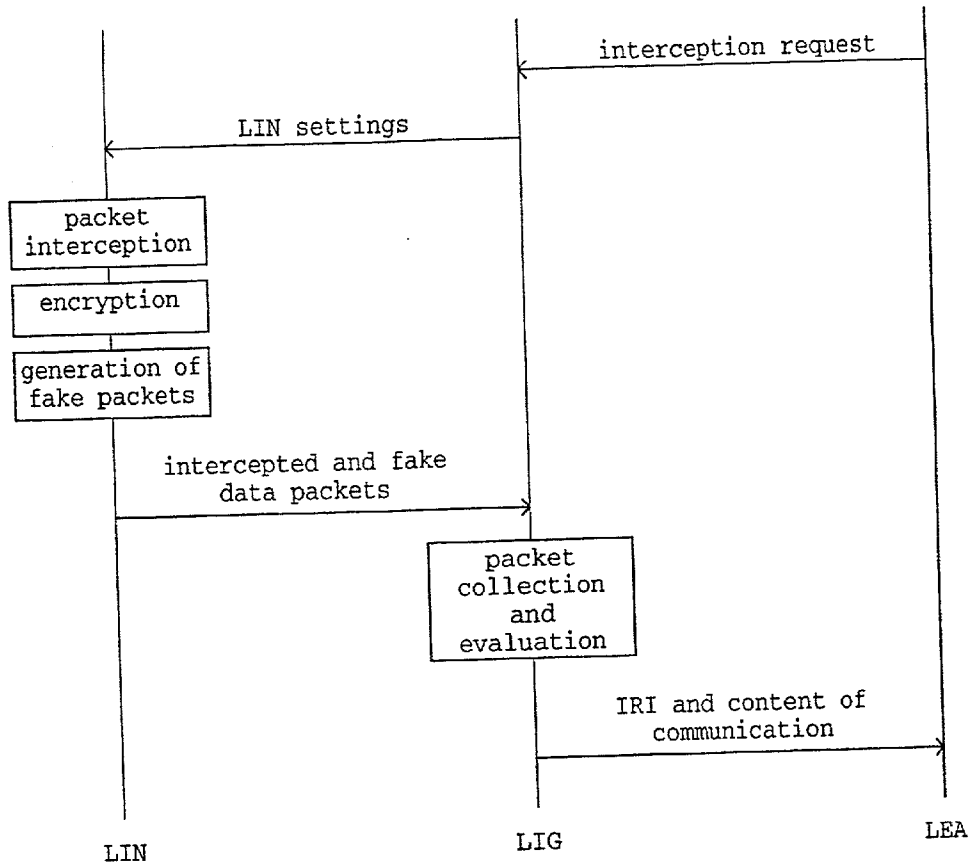 interception request
LIN settings
packet
interception
encryption
generation of
fake packets
intercepted and fake
data packets
packet
collection
and
evaluation
IRI and content of
communication
LIN
LIG
LEA